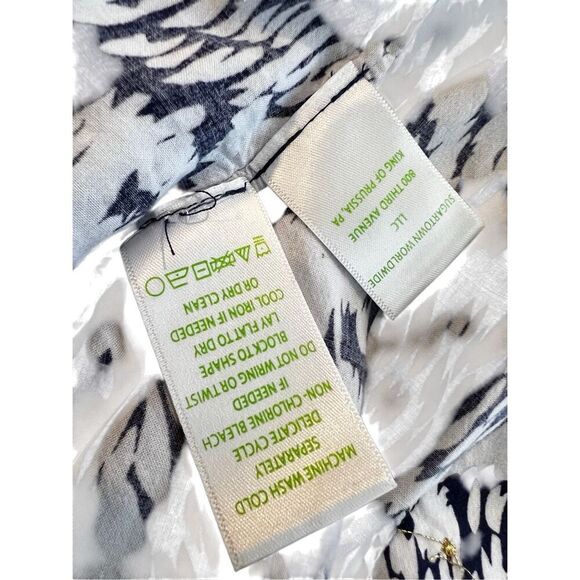 MACHINE WASH COLD
SEPARATELY
DELICATE CYCLE
NON-CHLORINE BLEACH
IF NEEDED
DO NOT WRING OR TWIST
BLOCK TO SHAPE
LAY FLAT TO DRY
COOL IRON IF NEEDED
OR DRY CLEAN
SUGARTOWN WORLDWIDE
LLC
800 THIRD AVENUE
KING OF PRUSSIA, PA